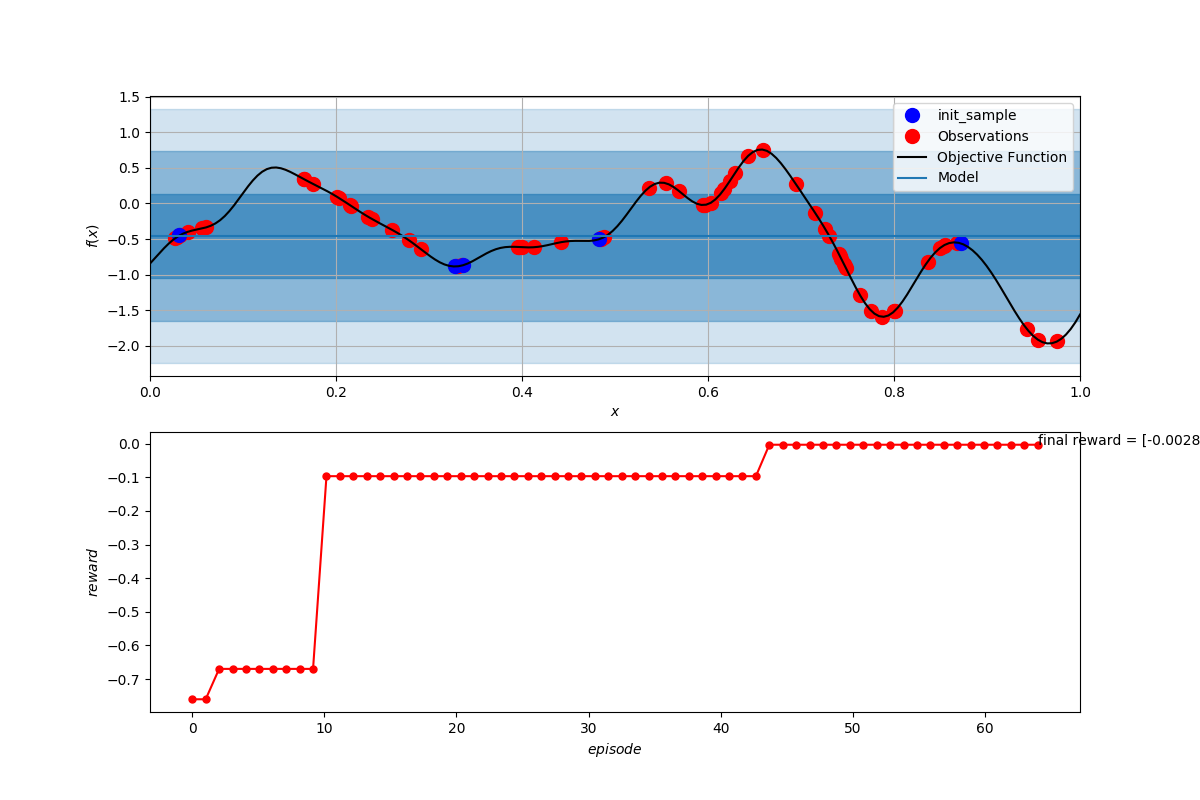 1.5
1.0
0.5
0.0
−0.5
−1.0
−1.5
−2.0
f(x)
init_sample
Observations
Objective Function
Model
0.0 0.2 0.4 0.6 0.8 1.0
x
0.0
−0.1
−0.2
−0.3
−0.4
−0.5
−0.6
−0.7
reward
final reward = [-0.0028
0 10 20 30 40 50 60
episode